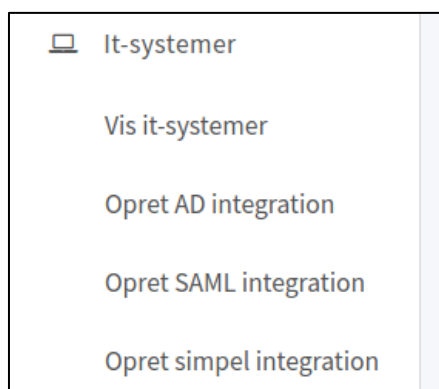 It-systemer
Vis it-systemer
Opret AD integration
Opret SAML integration
Opret simpel integration